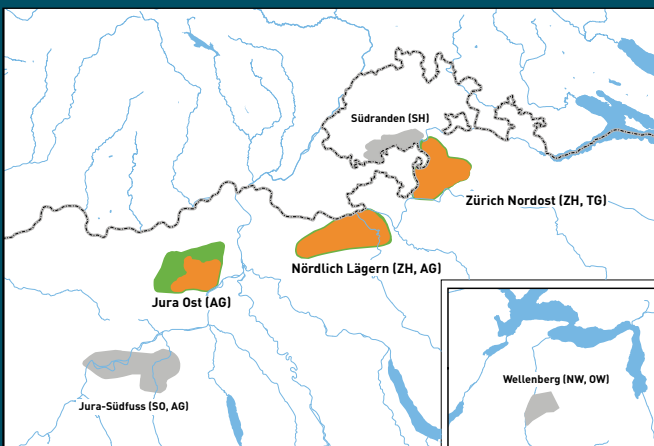 Südranden (SH)
Zürich Nordost (ZH, TG)
Nördlich Lägern (ZH, AG)
Jura Ost (AG)
Jura-Südfuss (SO, AG)
Wellenberg (NW, OW)